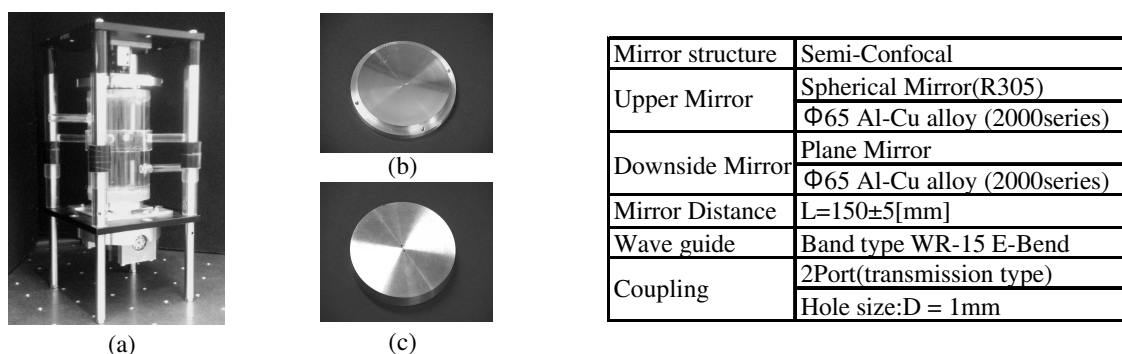 (a)
(b)
(c)
Mirror structure Semi-Confocal
Upper Mirror Spherical Mirror(R305)
Φ65 Al-Cu alloy (2000series)
Downside Mirror Plane Mirror
Φ65 Al-Cu alloy (2000series)
Mirror Distance L=150±5[mm]
Wave guide Band type WR-15 E-Bend
Coupling 2Port(transmission type)
Hole size:D = 1mm